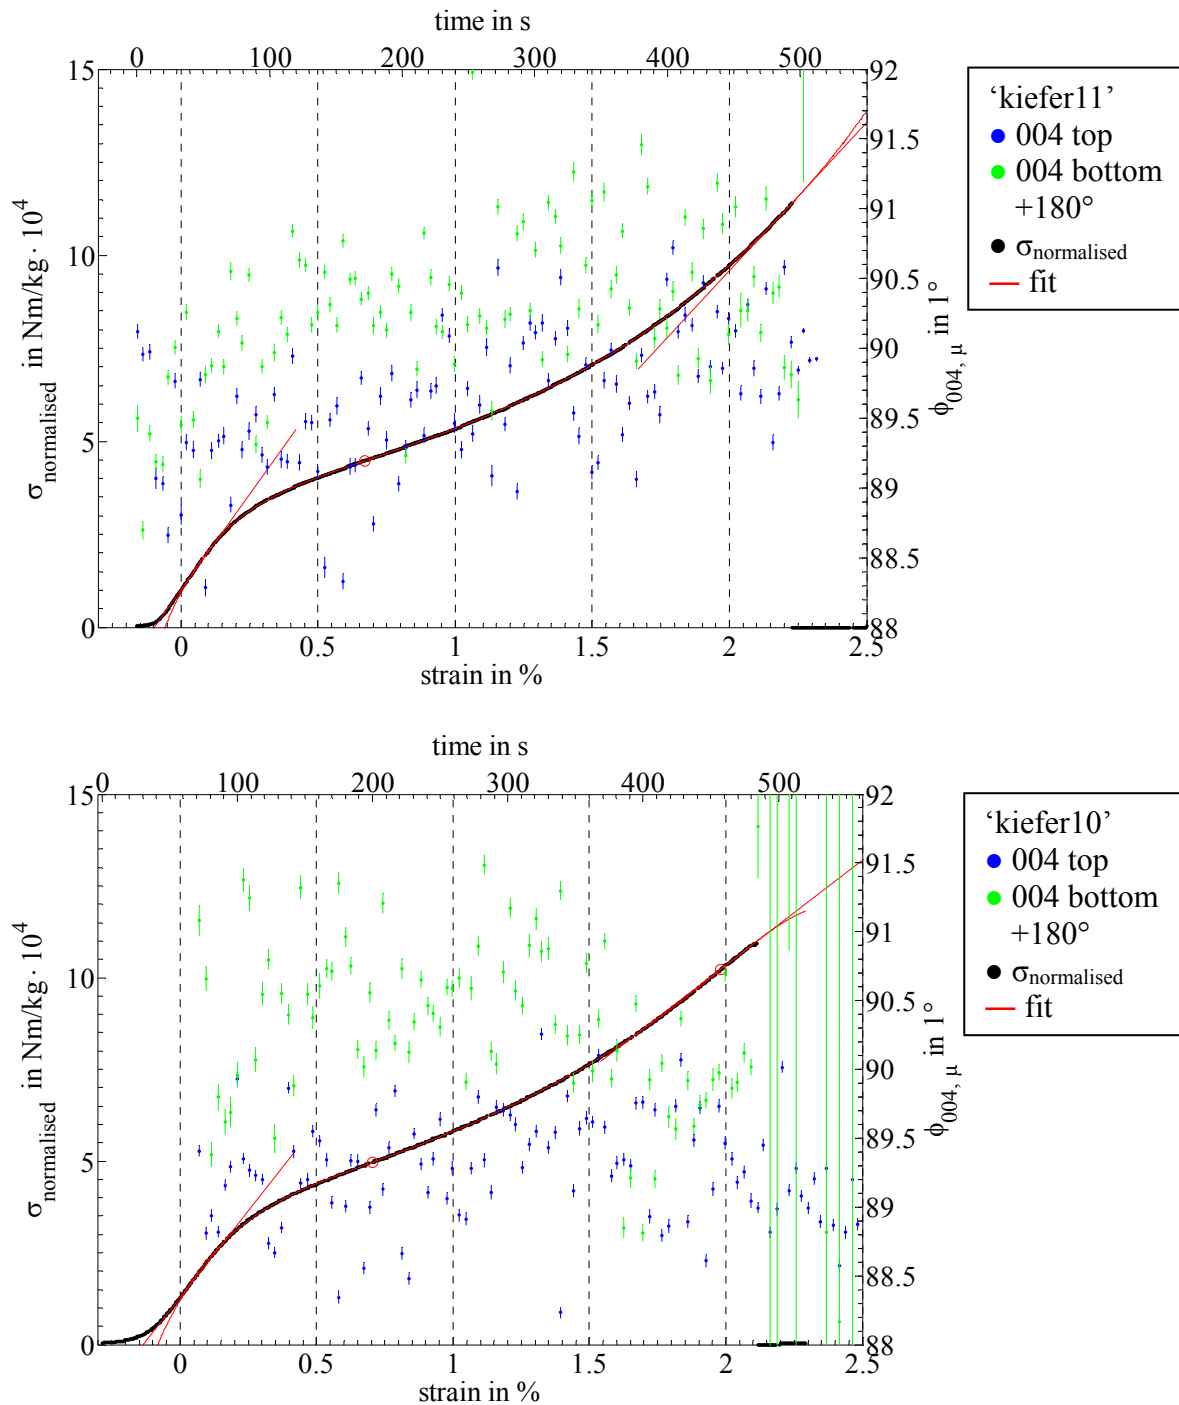 time in s
0 100 200 300 400 500
15 10 5 0
σnormalised in Nm/kg · 10⁴
92 91.5 91 90.5 90 89.5 89 88.5 88
ϕ004, μ in 1°
0 0.5 1 1.5 2 2.5
strain in %
‘kiefer11’
004 top
004 bottom
+180°
σnormalised
fit
time in s
0 100 200 300 400 500
15 10 5 0
σnormalised in Nm/kg · 10⁴
92 91.5 91 90.5 90 89.5 89 88.5 88
ϕ004, μ in 1°
0 0.5 1 1.5 2 2.5
strain in %
‘kiefer10’
004 top
004 bottom
+180°
σnormalised
fit